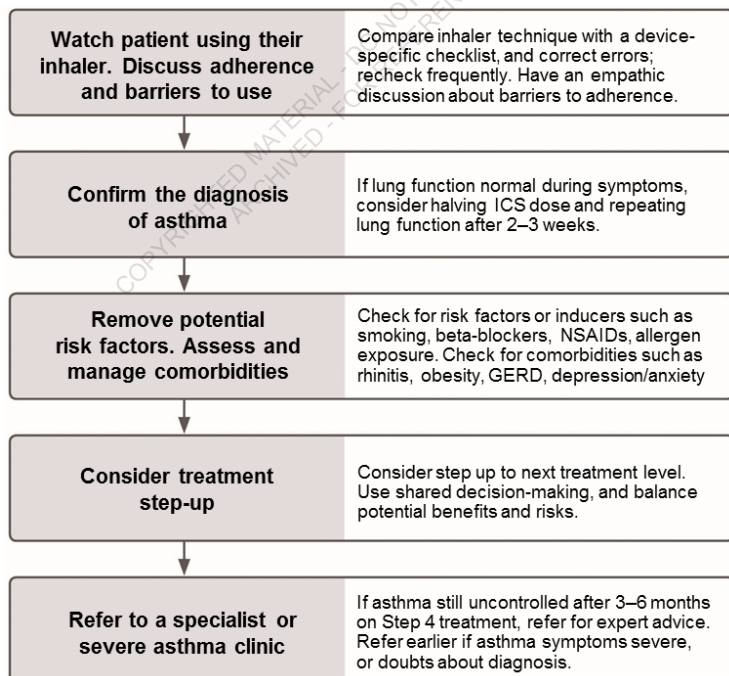 COPYRIGHTED MATERIAL - DO NOT
ARCHIVED - FOR REFERENCE
Watch patient using their
inhaler. Discuss adherence
and barriers to use
Compare inhaler technique with a device-
specific checklist, and correct errors;
recheck frequently. Have an empathic
discussion about barriers to adherence.
Confirm the diagnosis
of asthma
If lung function normal during symptoms,
consider halving ICS dose and repeating
lung function after 2–3 weeks.
Remove potential
risk factors. Assess and
manage comorbidities
Check for risk factors or inducers such as
smoking, beta-blockers, NSAIDs, allergen
exposure. Check for comorbidities such as
rhinitis, obesity, GERD, depression/anxiety
Consider treatment
step-up
Consider step up to next treatment level.
Use shared decision-making, and balance
potential benefits and risks.
Refer to a specialist or
severe asthma clinic
If asthma still uncontrolled after 3–6 months
on Step 4 treatment, refer for expert advice.
Refer earlier if asthma symptoms severe,
or doubts about diagnosis.